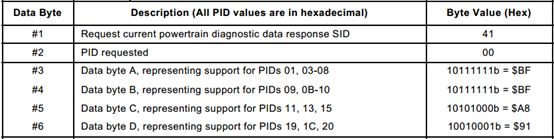 Data Byte Description (All PID values are in hexadecimal) Byte Value (Hex)
#1 Request current powertrain diagnostic data response SID 41
#2 PID requested 00
#3 Data byte A, representing support for PIDs 01, 03-08 10111111b = $BF
#4 Data byte B, representing support for PIDs 09, 0B-10 10111111b = $BF
#5 Data byte C, representing support for PIDs 11, 13, 15 10101000b = $A8
#6 Data byte D, representing support for PIDs 19, 1C, 20 10010001b = $91